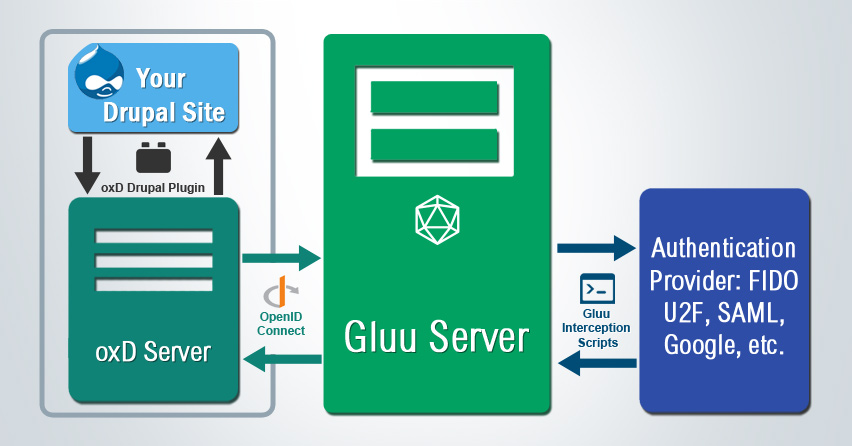 Your
Drupal Site
oxD Drupal Plugin
oxD Server
OpenID
Connect
Gluu Server
Gluu
Interception
Scripts
Authentication
Provider: FIDO
U2F, SAML,
Google, etc.